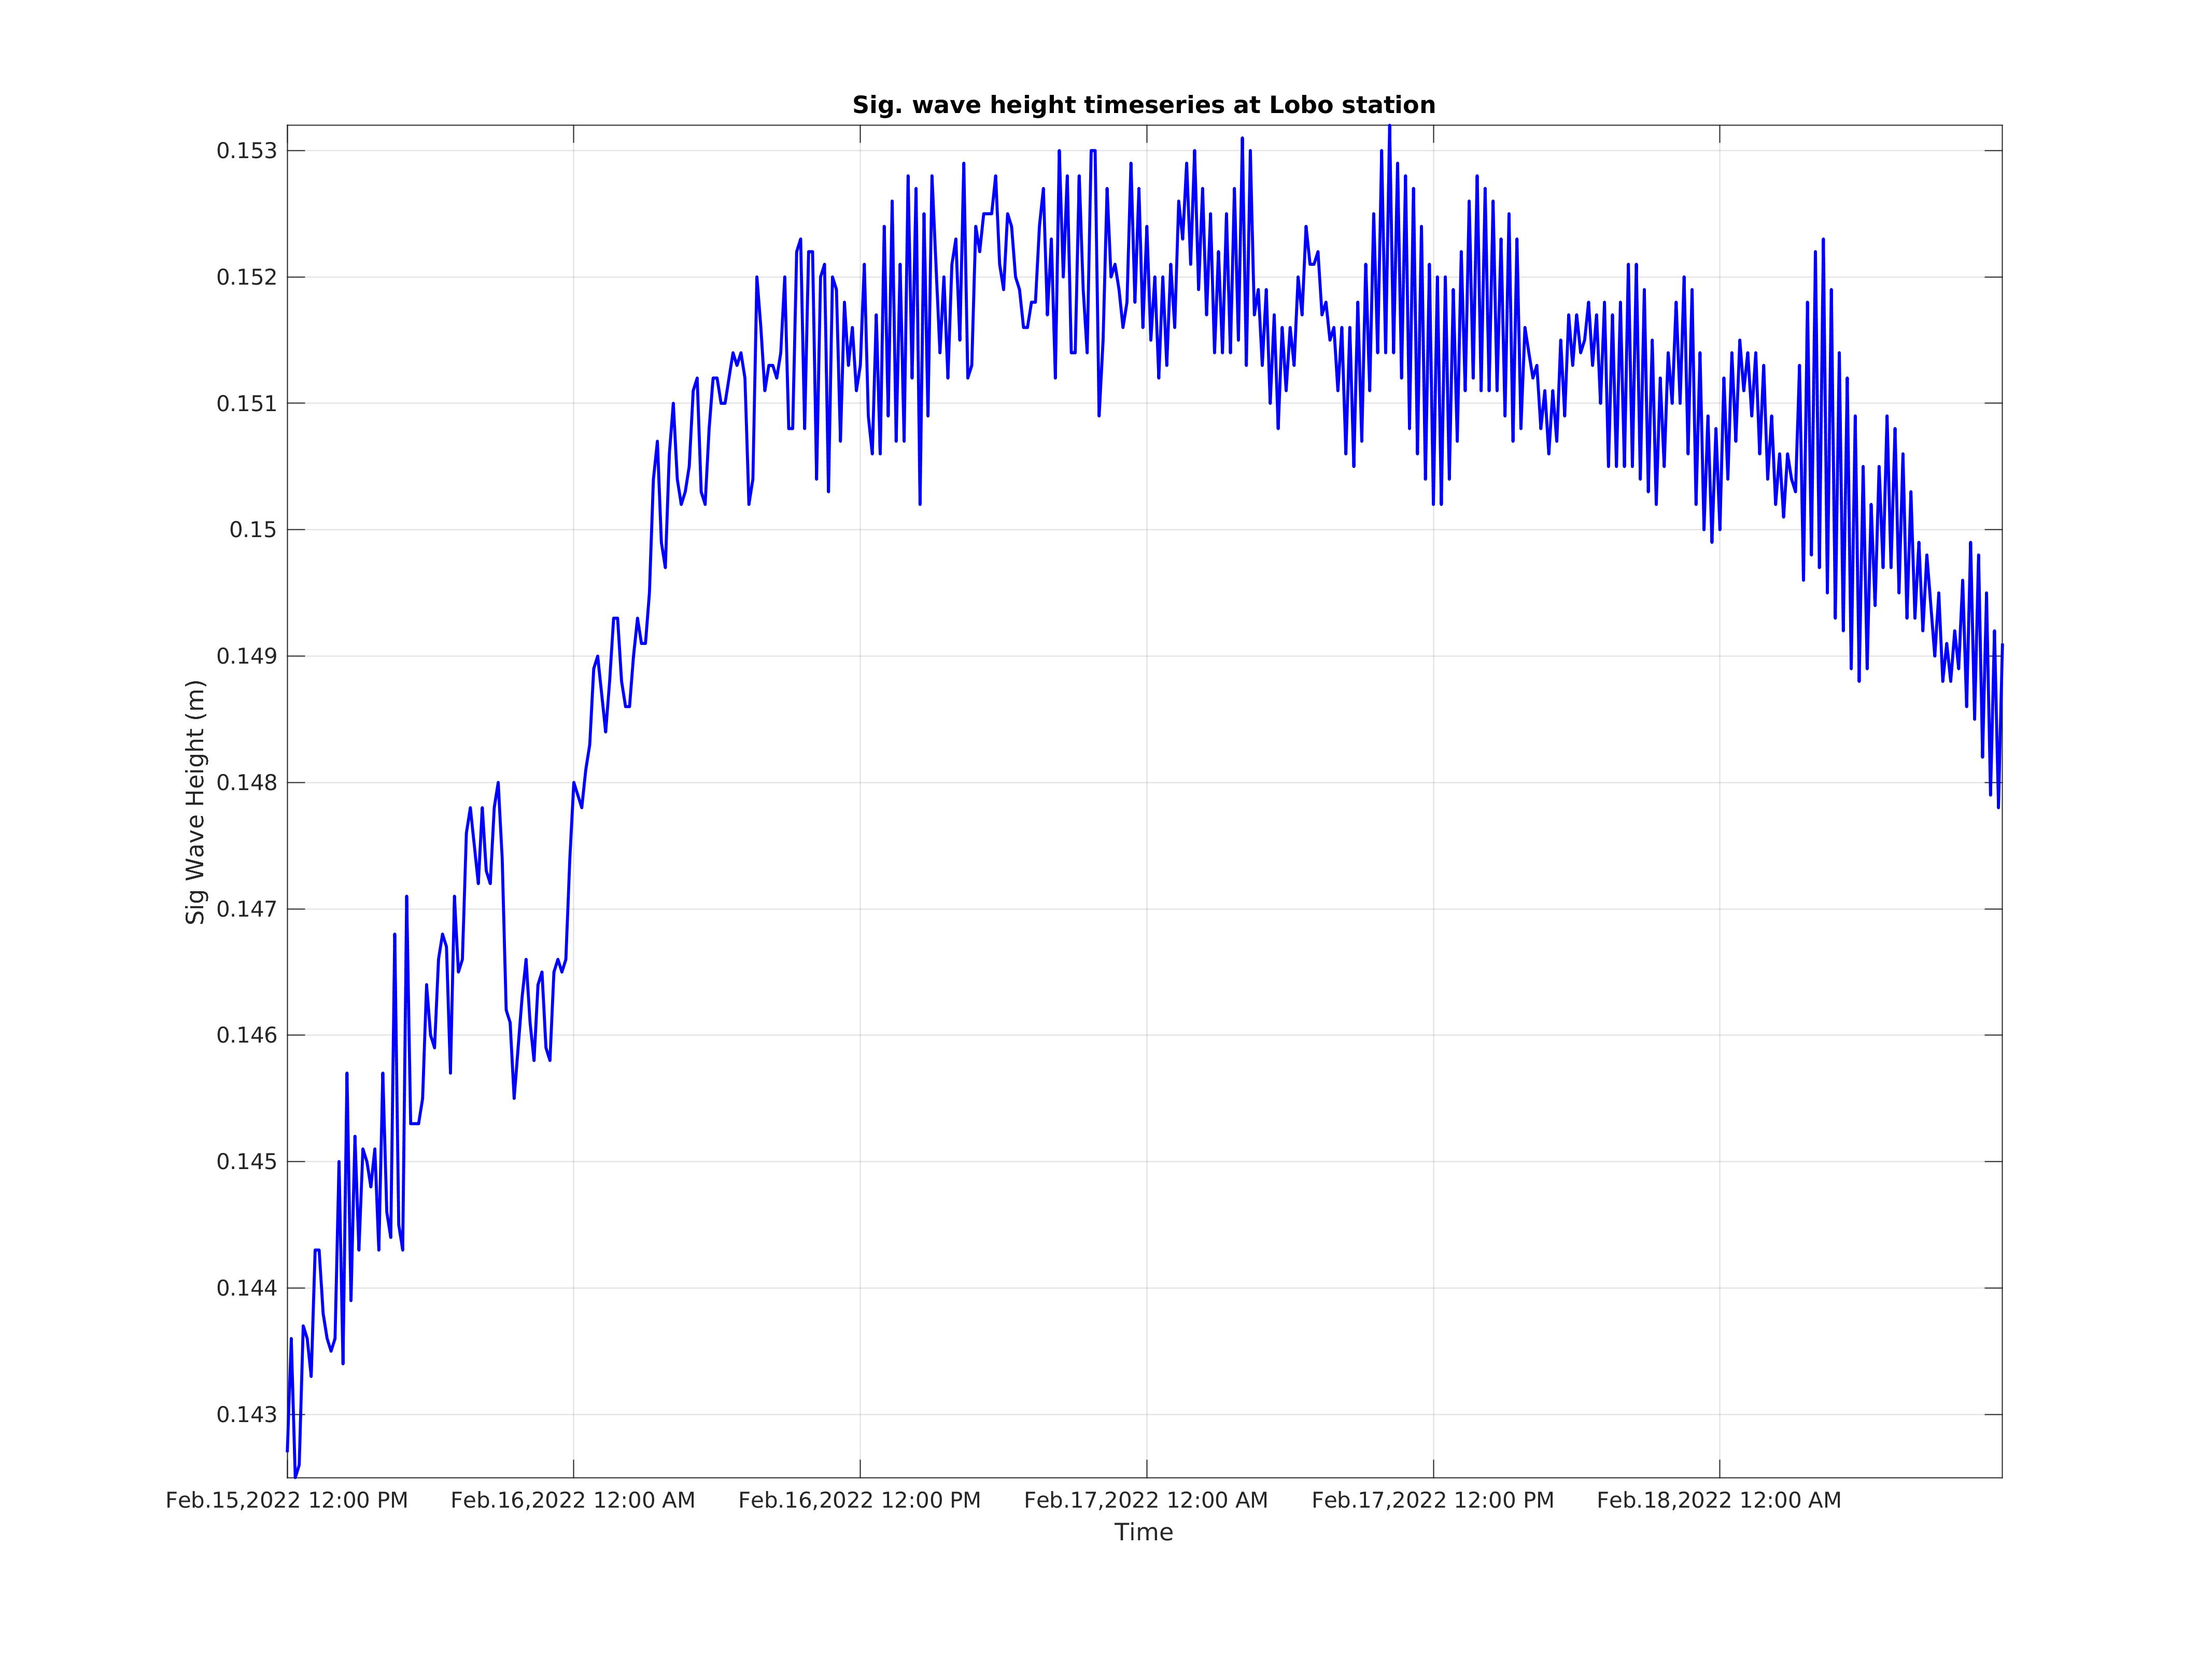 Sig. wave height timeseries at Lobo station
0.153
0.152
0.151
0.15
0.149
0.148
0.147
0.146
0.145
0.144
0.143
Sig Wave Height (m)
Feb.15,2022 12:00 PM Feb.16,2022 12:00 AM Feb.16,2022 12:00 PM Feb.17,2022 12:00 AM Feb.17,2022 12:00 PM Feb.18,2022 12:00 AM
Time